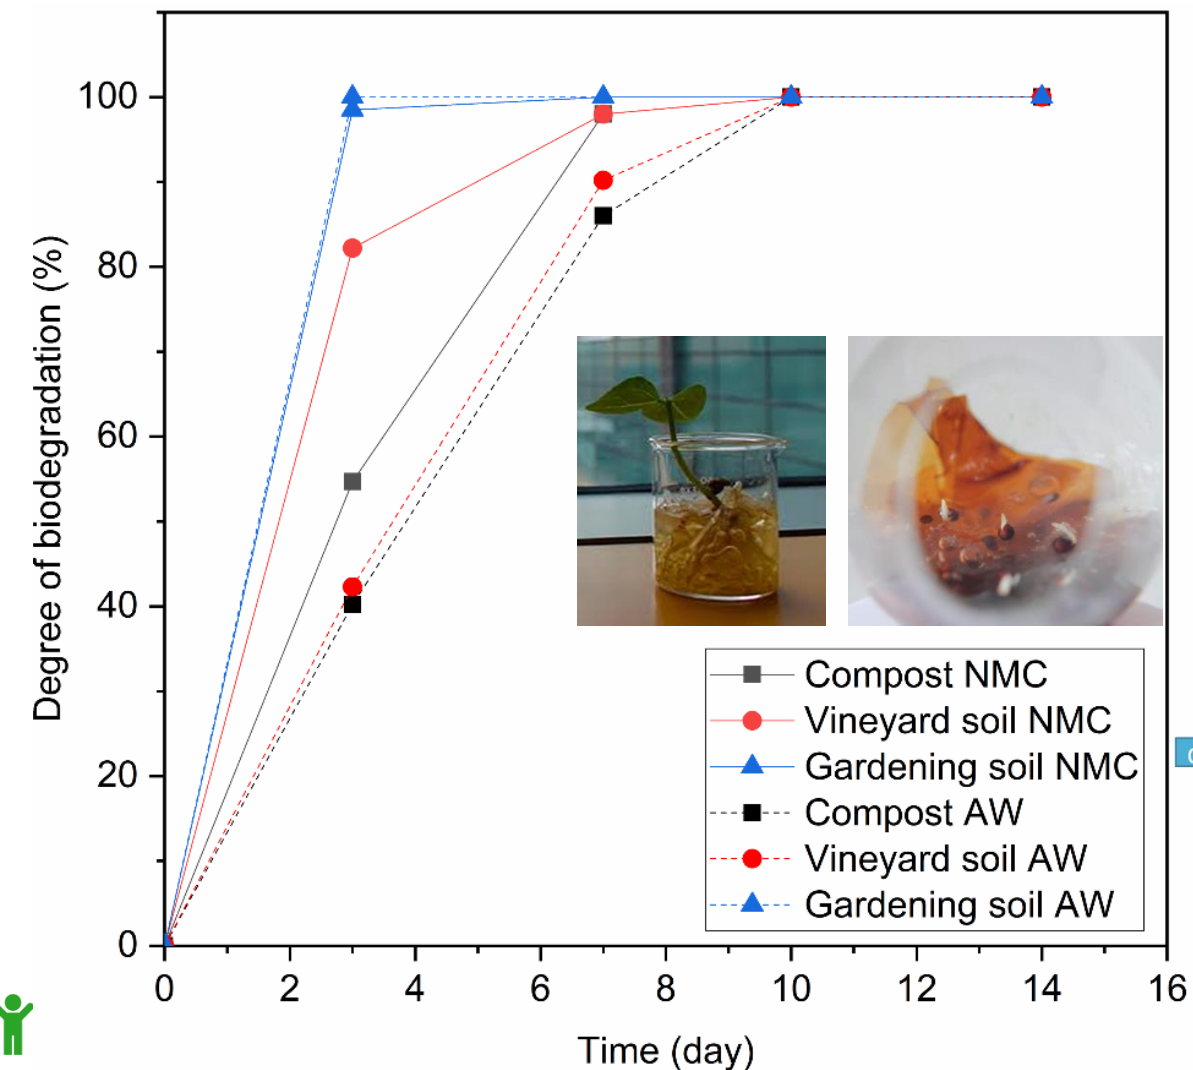 100
80
60
40
20
0
Degree of biodegradation (%)
Compost NMC
Vineyard soil NMC
Gardening soil NMC
Compost AW
Vineyard soil AW
Gardening soil AW
0 2 4 6 8 10 12 14 16
Time (day)